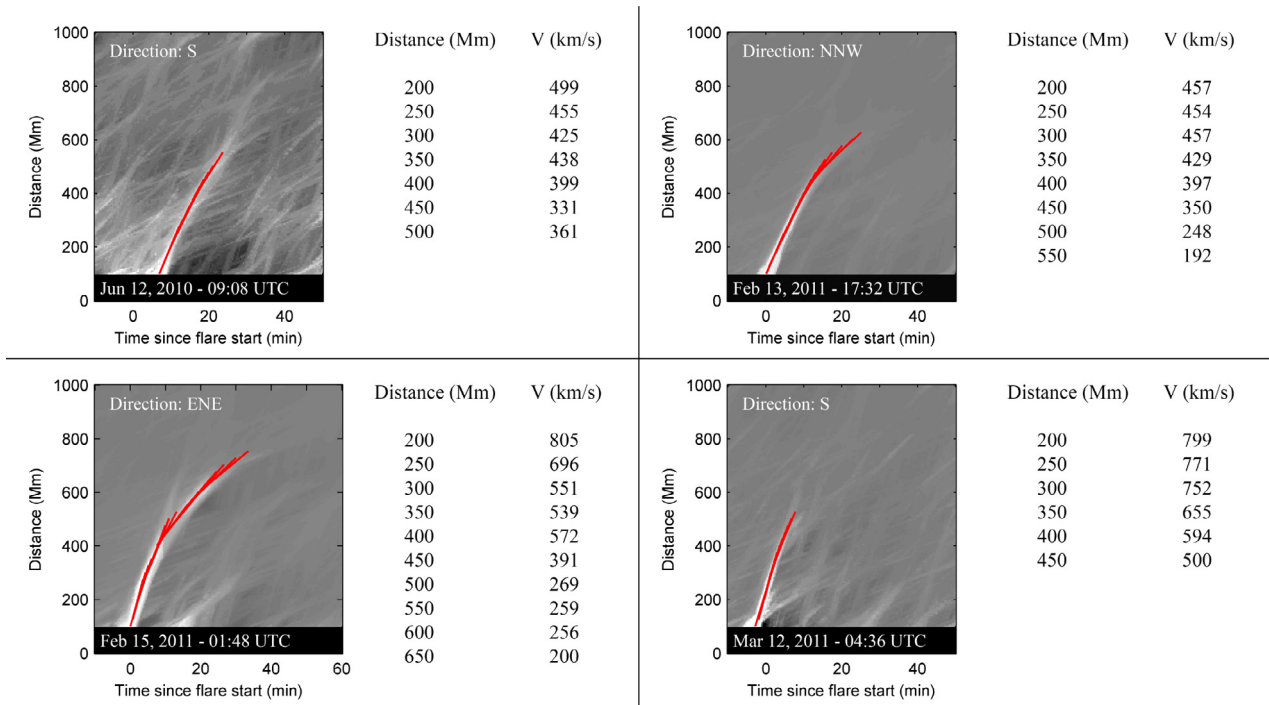 Direction: S
1000
800
600
400
200
0
Distance (Mm)
Jun 12, 2010 - 09:08 UTC
0 20 40
Time since flare start (min)
Distance (Mm) V (km/s)
200 499
250 455
300 425
350 438
400 399
450 331
500 361
Direction: NNW
1000
800
600
400
200
0
Distance (Mm)
Feb 13, 2011 - 17:32 UTC
0 20 40
Time since flare start (min)
Distance (Mm) V (km/s)
200 457
250 454
300 457
350 429
400 397
450 350
500 248
550 192
Direction: ENE
1000
800
600
400
200
0
Distance (Mm)
Feb 15, 2011 - 01:48 UTC
0 20 40 60
Time since flare start (min)
Distance (Mm) V (km/s)
200 805
250 696
300 551
350 539
400 572
450 391
500 269
550 259
600 256
650 200
Direction: S
1000
800
600
400
200
0
Distance (Mm)
Mar 12, 2011 - 04:36 UTC
0 20 40
Time since flare start (min)
Distance (Mm) V (km/s)
200 799
250 771
300 752
350 655
400 594
450 500